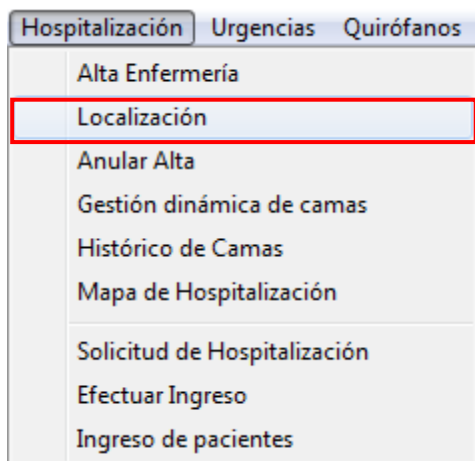 Hospitalización Urgencias Quirófanos
Alta Enfermería
Localización
Anular Alta
Gestión dinámica de camas
Histórico de Camas
Mapa de Hospitalización
Solicitud de Hospitalización
Efectuar Ingreso
Ingreso de pacientes